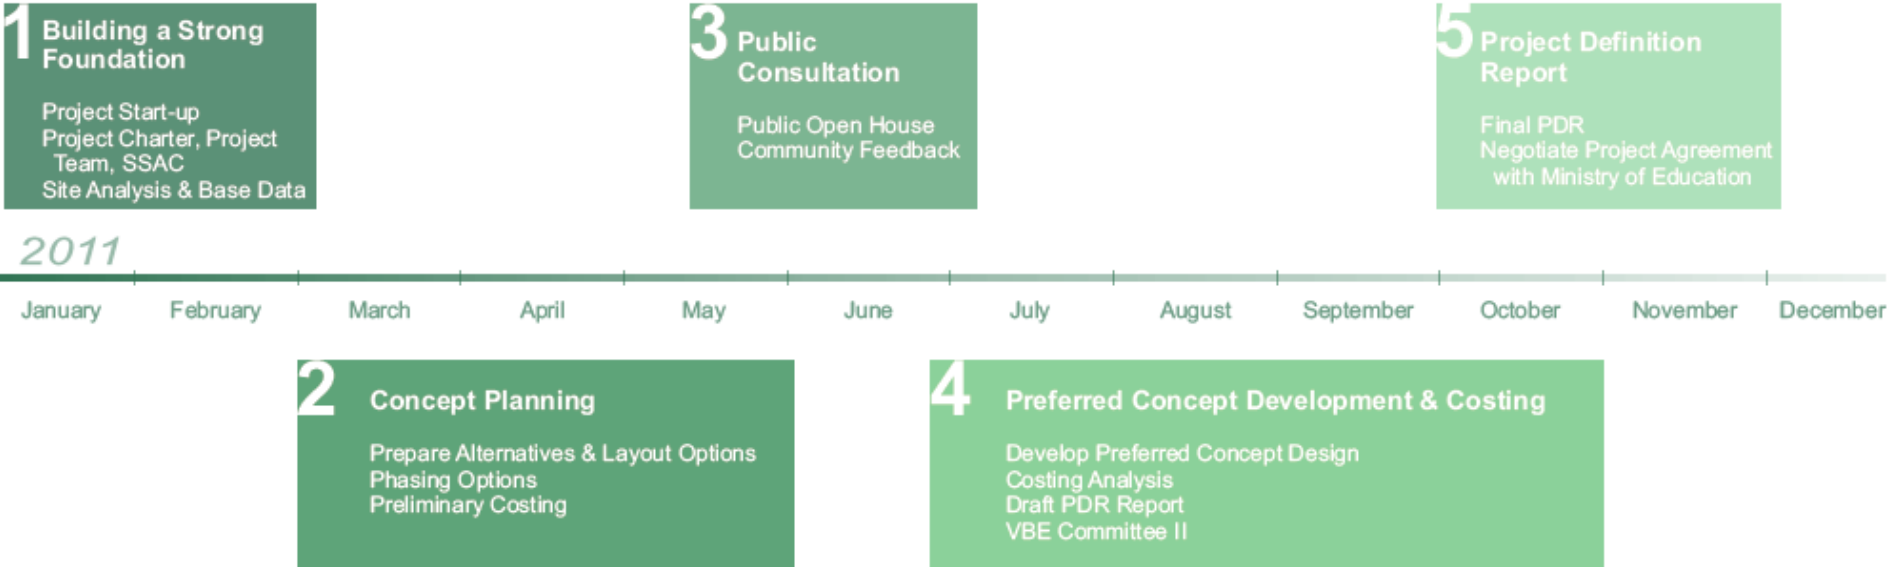 1
Building a Strong
Foundation
Project Start-up
Project Charter, Project
Team, SSAC
Site Analysis & Base Data
3
Public
Consultation
Public Open House
Community Feedback
5
Project Definition
Report
Final PDR
Negotiate Project Agreement
with Ministry of Education
2011
January February March April May June July August September October November December
2
Concept Planning
Prepare Alternatives & Layout Options
Phasing Options
Preliminary Costing
4
Preferred Concept Development & Costing
Develop Preferred Concept Design
Costing Analysis
Draft PDR Report
VBE Committee II